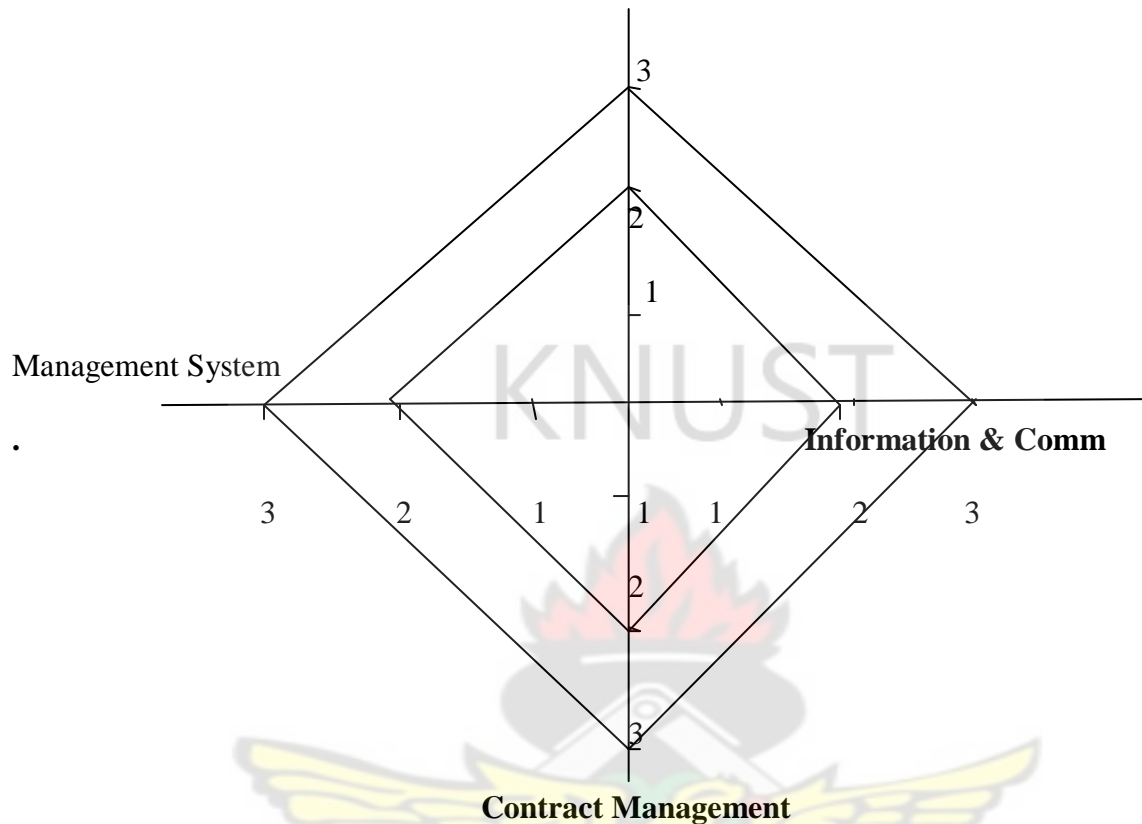 3
2
1
Management System
KNUST
.
Information & Comm
3 2 1 1 1 2 3
2
3
Contract Management